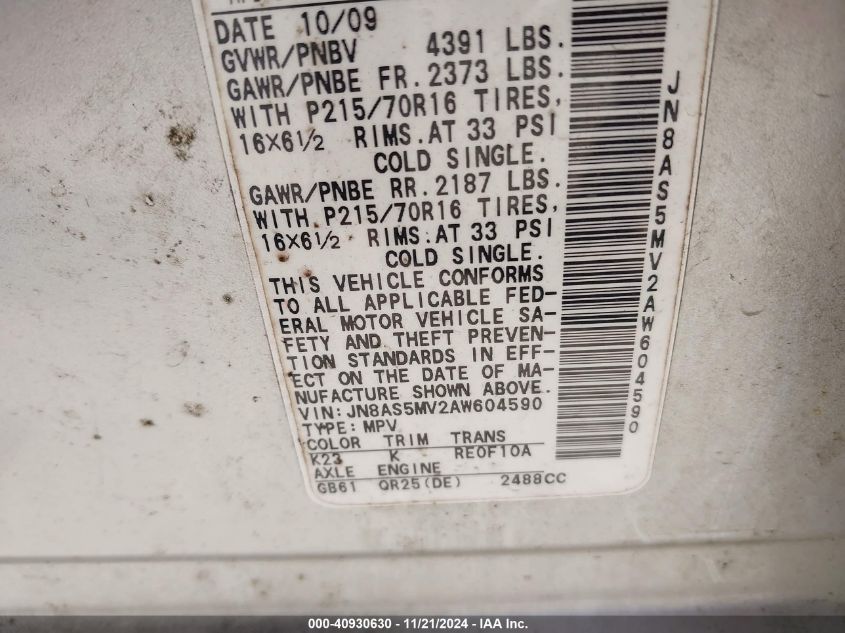 DATE 10/09
GVWR/PNBV 4391 LBS.
GAWR/PNBE FR. 2373 LBS.
WITH P215/70R16 TIRES,
16X6½ RIMS. AT 33 PSI
COLD SINGLE.
GAWR/PNBE RR. 2187 LBS.
WITH P215/70R16 TIRES,
16X6½ RIMS. AT 33 PSI
COLD SINGLE.
THIS VEHICLE CONFORMS
TO ALL APPLICABLE FED-
ERAL MOTOR VEHICLE SA-
FETY AND THEFT PREVEN-
TION STANDARDS IN EFF-
ECT ON THE DATE OF MA-
NUFACTURE SHOWN ABOVE.
VIN: JN8AS5MV2AW604590
TYPE: MPV
COLOR TRIM TRANS
K23 K RE0F10A
AXLE ENGINE
GB61 QR25(DE) 2488CC
JN8AS5MV2AW604590
000-40930630 - 11/21/2024 - IAA Inc.